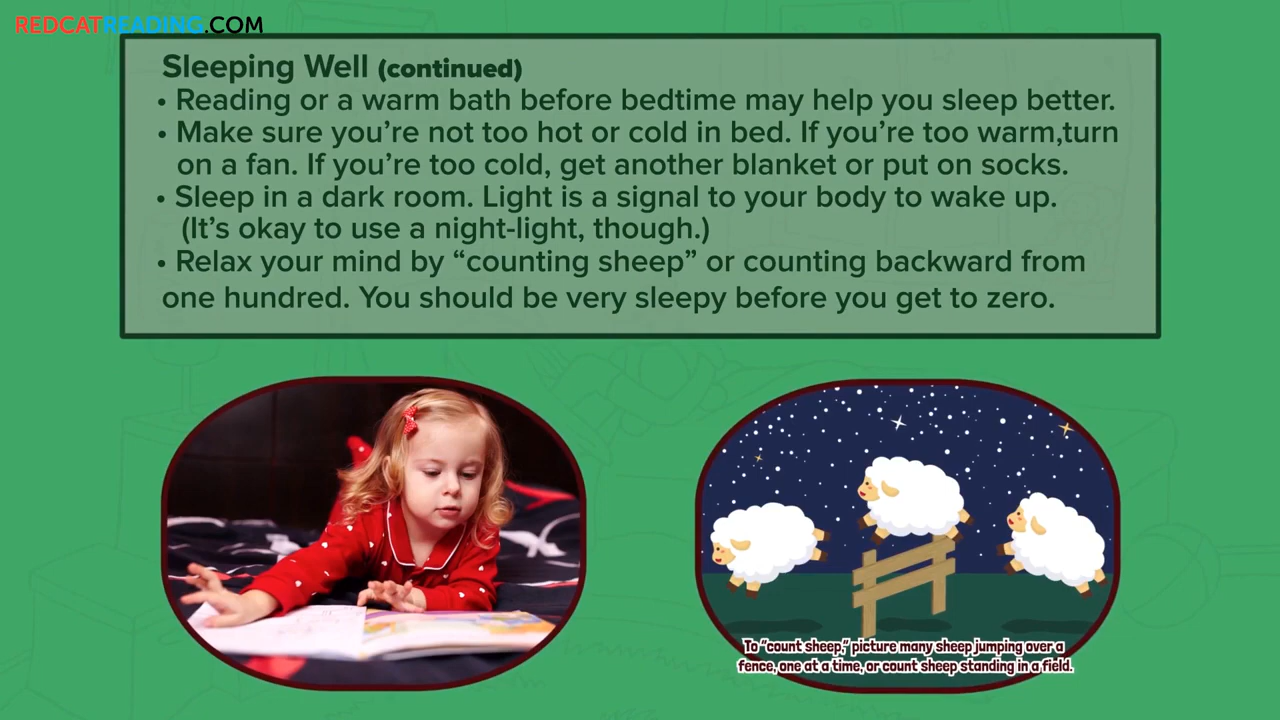 REDCATREADING.COM
Sleeping Well (continued)
• Reading or a warm bath before bedtime may help you sleep better.
• Make sure you’re not too hot or cold in bed. If you’re too warm,turn
on a fan. If you’re too cold, get another blanket or put on socks.
• Sleep in a dark room. Light is a signal to your body to wake up.
(It’s okay to use a night-light, though.)
• Relax your mind by “counting sheep” or counting backward from
one hundred. You should be very sleepy before you get to zero.
To “count sheep,” picture many sheep jumping over a
fence, one at a time, or count sheep standing in a field.